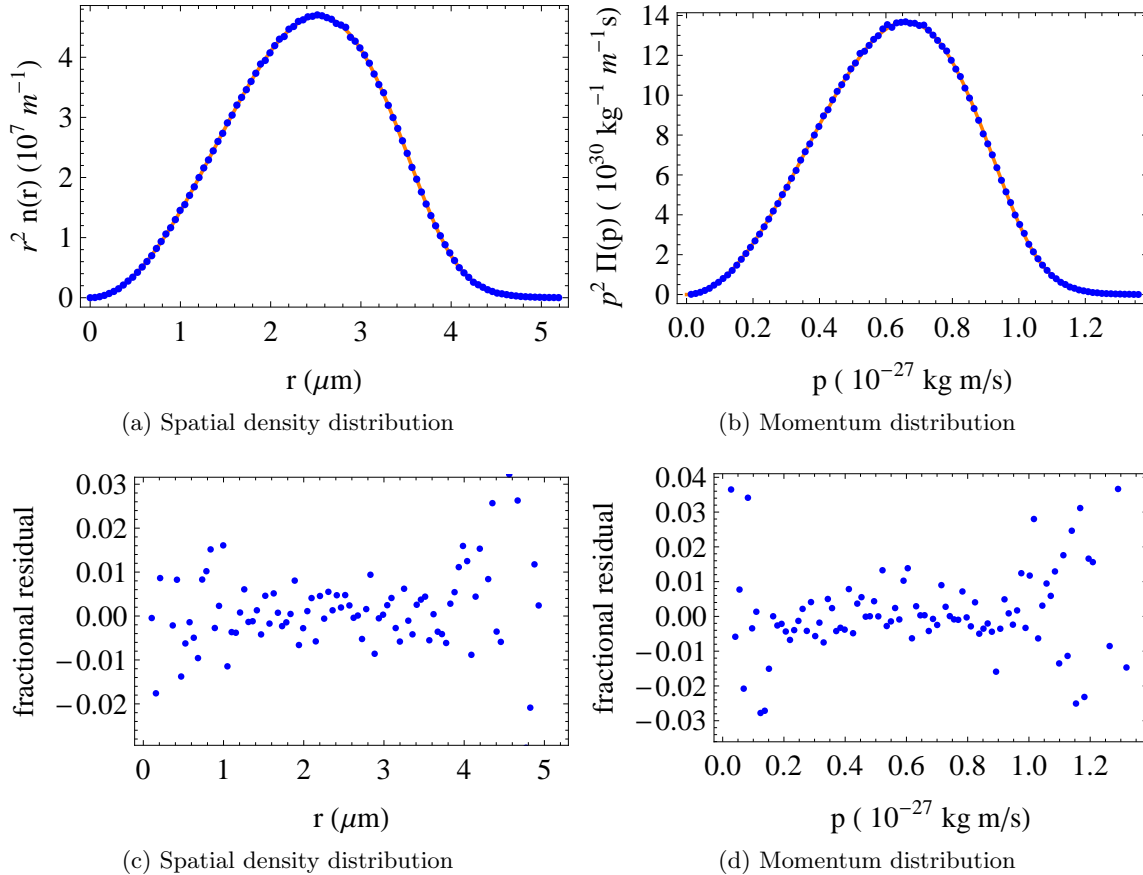 r² n(r) (10⁷ m⁻¹)
4
3
2
1
0
0 1 2 3 4 5
r (μm)
(a) Spatial density distribution
p² Π(p) ( 10³⁰ kg⁻¹ m⁻¹s)
14
12
10
8
6
4
2
0
0.0 0.2 0.4 0.6 0.8 1.0 1.2
p ( 10⁻²⁷ kg m/s)
(b) Momentum distribution
fractional residual
0.03
0.02
0.01
0.00
−0.01
−0.02
0 1 2 3 4 5
r (μm)
(c) Spatial density distribution
fractional residual
0.04
0.03
0.02
0.01
0.00
−0.01
−0.02
−0.03
0.0 0.2 0.4 0.6 0.8 1.0 1.2
p ( 10⁻²⁷ kg m/s)
(d) Momentum distribution